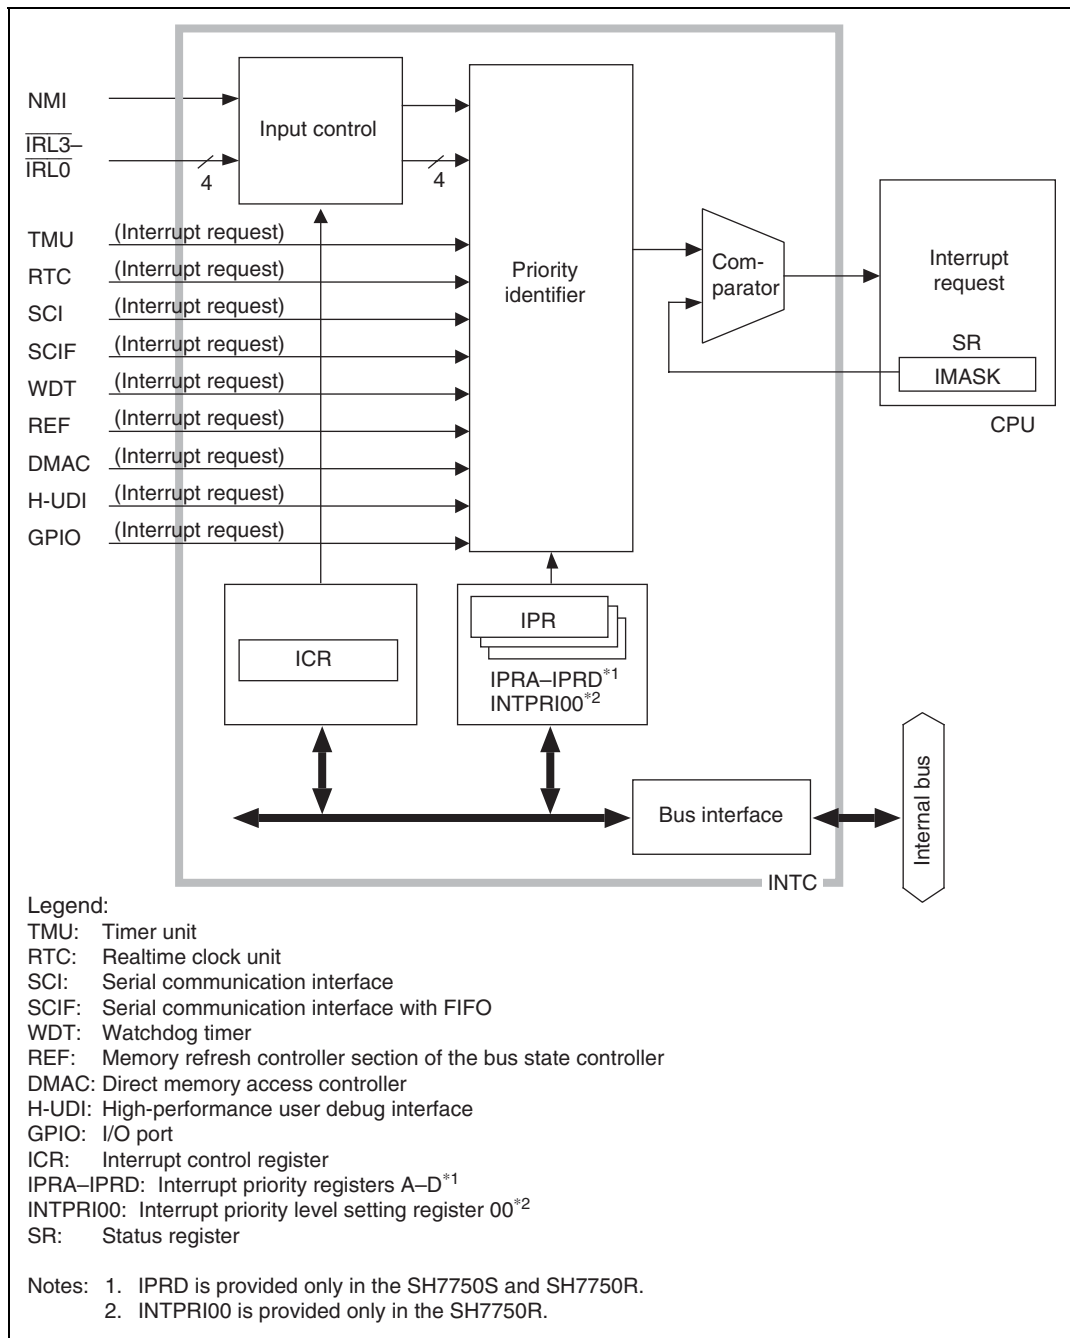 NMI
IRL3–
IRL0
4
Input control
4
TMU (Interrupt request)
RTC (Interrupt request)
SCI (Interrupt request)
SCIF (Interrupt request)
WDT (Interrupt request)
REF (Interrupt request)
DMAC (Interrupt request)
H-UDI (Interrupt request)
GPIO (Interrupt request)
Priority
identifier
Com-
parator
Interrupt
request
SR
IMASK
CPU
ICR
IPR
IPRA–IPRD*1
INTPRI00*2
Bus interface
Internal bus
INTC
Legend:
TMU: Timer unit
RTC: Realtime clock unit
SCI: Serial communication interface
SCIF: Serial communication interface with FIFO
WDT: Watchdog timer
REF: Memory refresh controller section of the bus state controller
DMAC: Direct memory access controller
H-UDI: High-performance user debug interface
GPIO: I/O port
ICR: Interrupt control register
IPRA–IPRD: Interrupt priority registers A–D*1
INTPRI00: Interrupt priority level setting register 00*2
SR: Status register
Notes: 1. IPRD is provided only in the SH7750S and SH7750R.
2. INTPRI00 is provided only in the SH7750R.